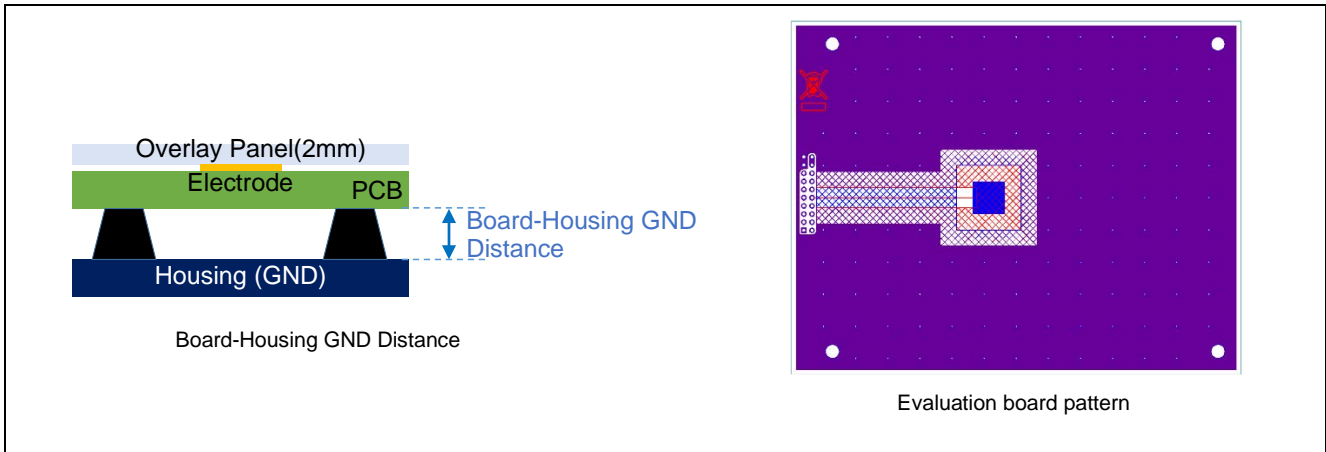 Overlay Panel(2mm)
Electrode
PCB
Board-Housing GND
Distance
Housing (GND)
Board-Housing GND Distance
Evaluation board pattern